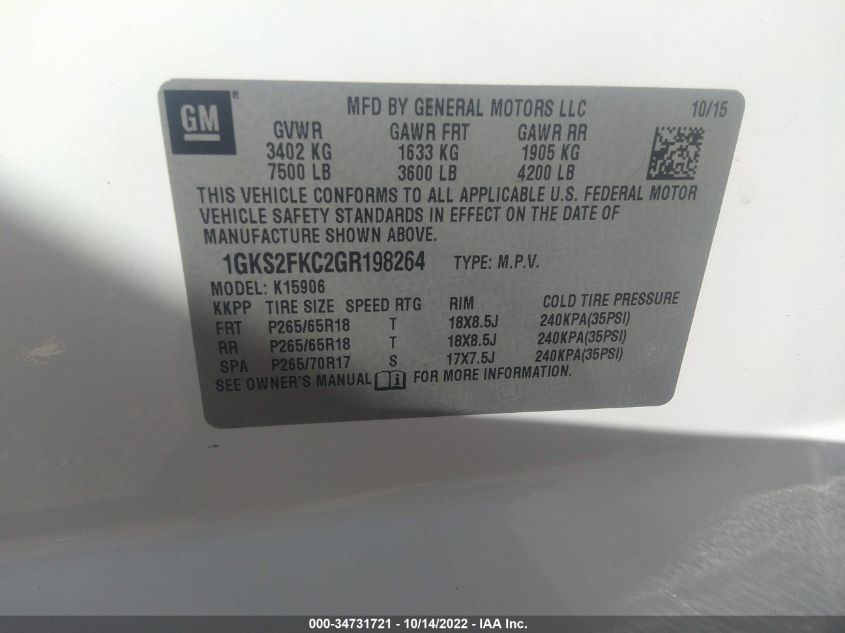 GM ® MFD BY GENERAL MOTORS LLC 10/15
GVWR GAWR FRT GAWR RR
3402 KG 1633 KG 1905 KG
7500 LB 3600 LB 4200 LB
THIS VEHICLE CONFORMS TO ALL APPLICABLE U.S. FEDERAL MOTOR
VEHICLE SAFETY STANDARDS IN EFFECT ON THE DATE OF
MANUFACTURE SHOWN ABOVE.
1GKS2FKC2GR198264 TYPE: M.P.V.
MODEL: K15906
KKPP TIRE SIZE SPEED RTG RIM COLD TIRE PRESSURE
FRT P265/65R18 T 18X8.5J 240KPA(35PSI)
RR P265/65R18 T 18X8.5J 240KPA(35PSI)
SPA P265/70R17 S 17X7.5J 240KPA(35PSI)
SEE OWNER'S MANUAL i FOR MORE INFORMATION.
000-34731721 - 10/14/2022 - IAA Inc.